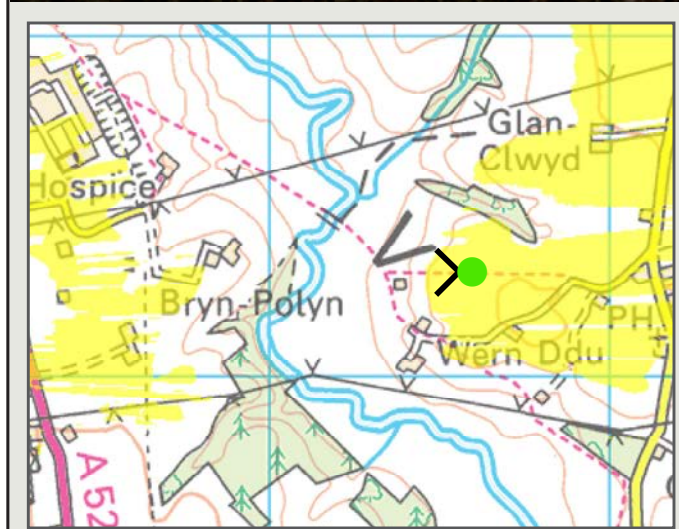 Glan-
Clwyd
Hospice
Bryn-Polyn
PH
Wern Ddu
A 52